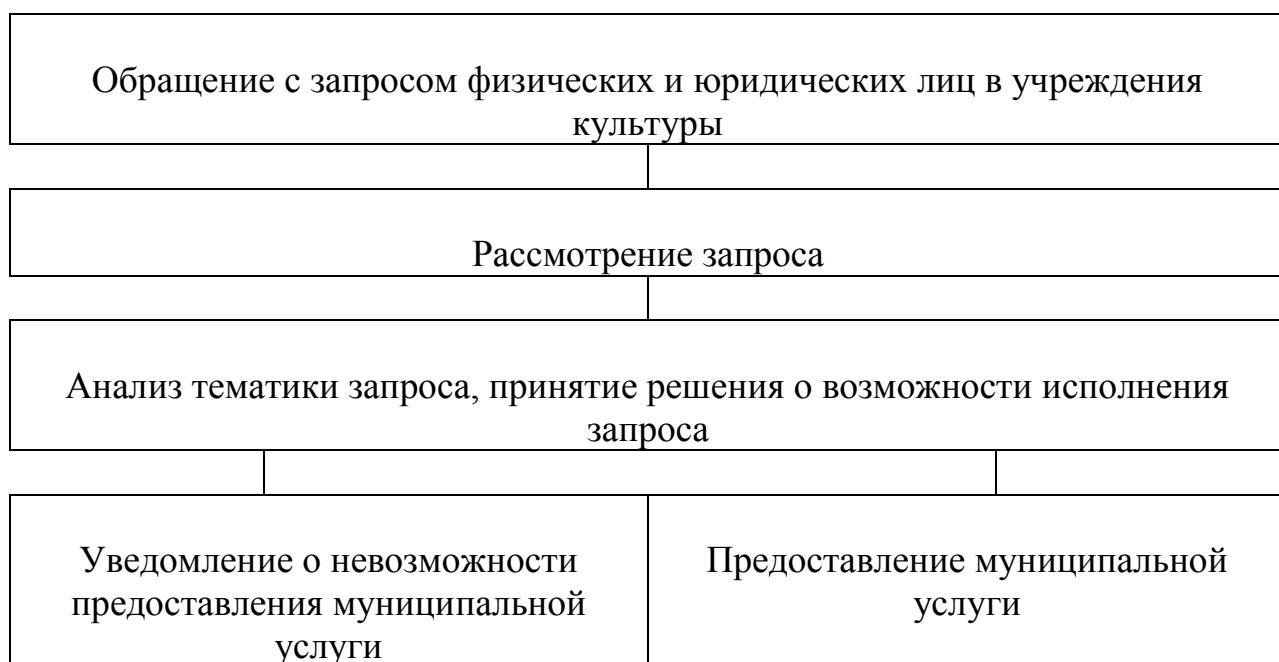 Обращение с запросом физических и юридических лиц в учреждения
культуры
Рассмотрение запроса
Анализ тематики запроса, принятие решения о возможности исполнения
запроса
Уведомление о невозможности
предоставления муниципальной
услуги
Предоставление муниципальной
услуги